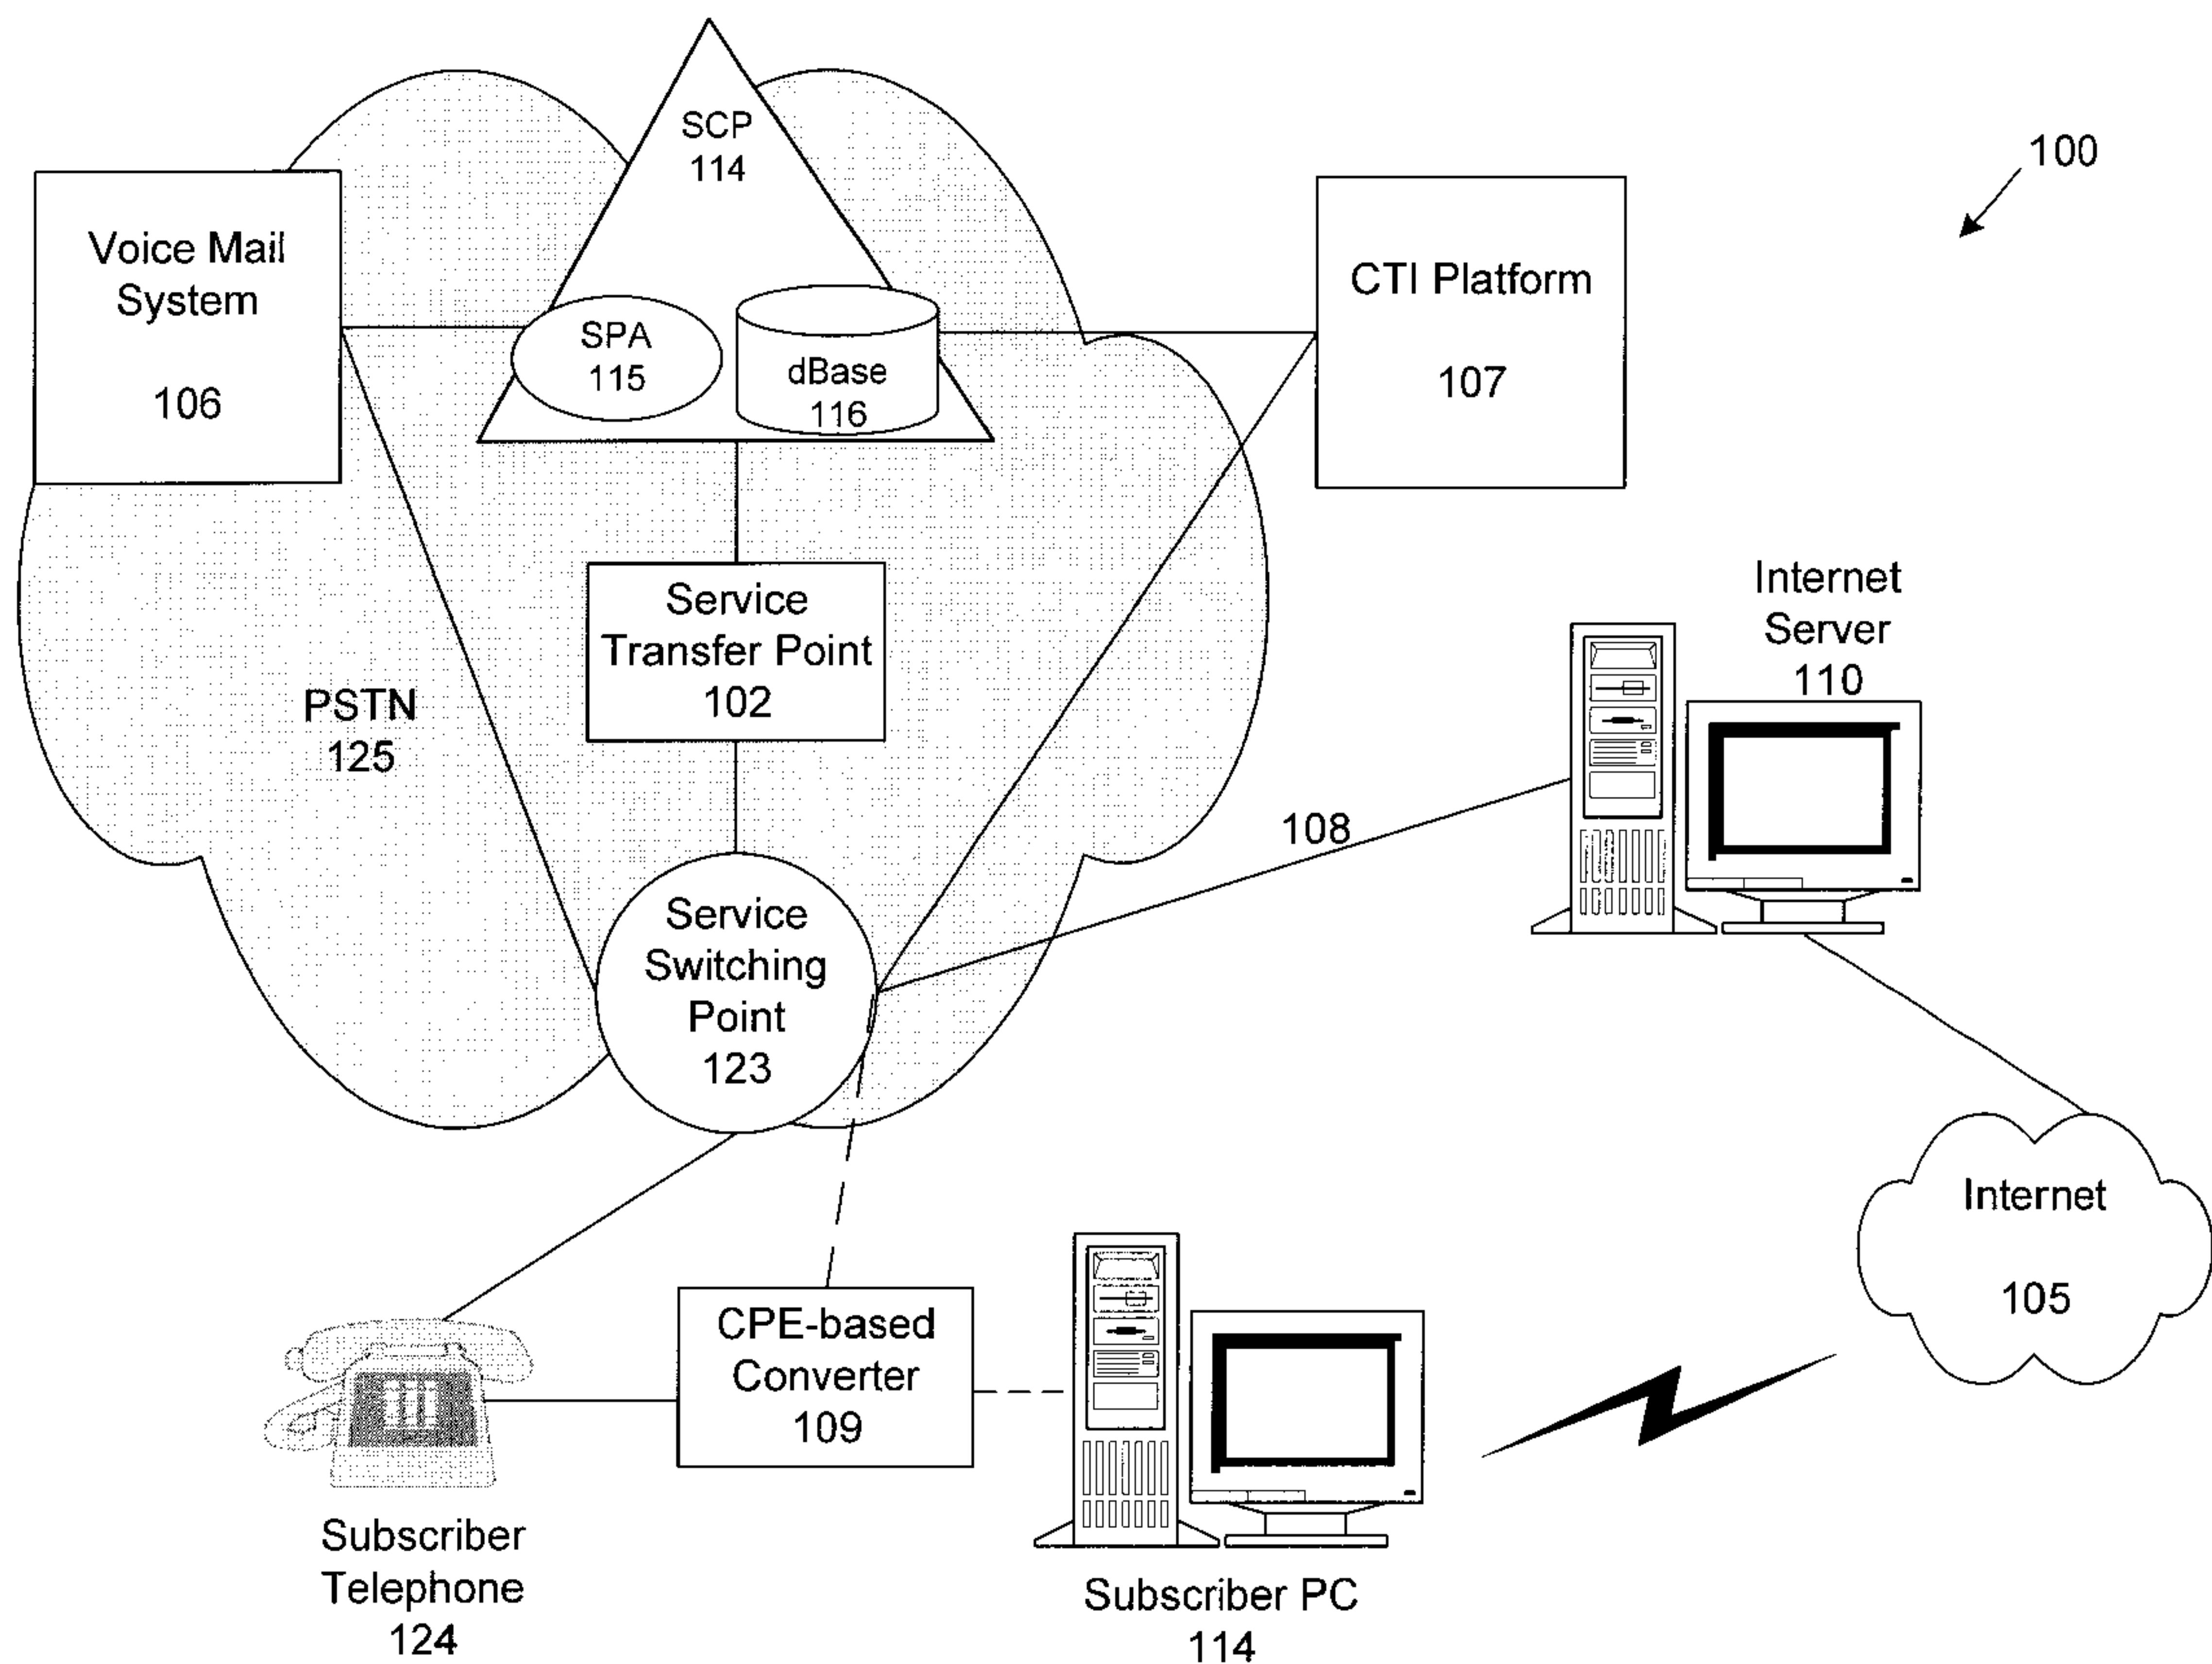 SCP
114
100
Voice Mail
System
106
SPA
115
dBase
116
CTI Platform
107
Service
Transfer Point
102
PSTN
125
Internet
Server
110
108
Service
Switching
Point
123
Internet
105
CPE-based
Converter
109
Subscriber
Telephone
124
Subscriber PC
114